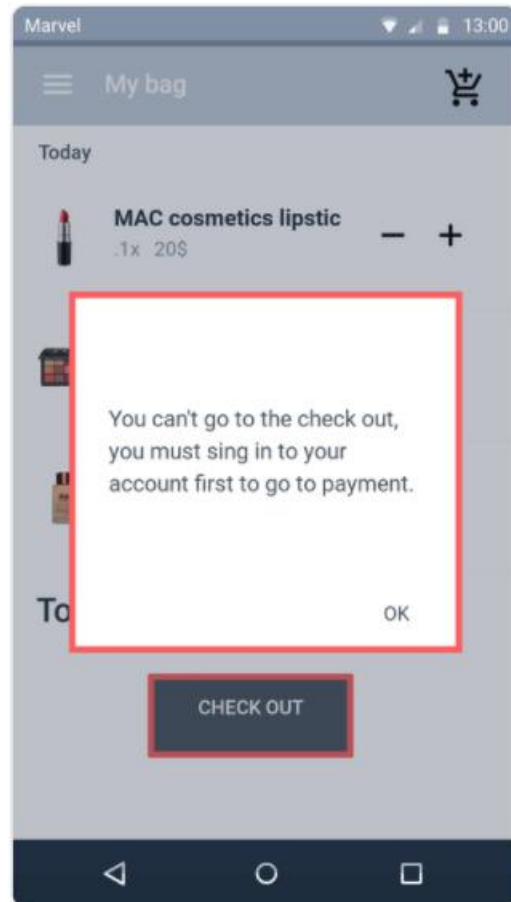 Marvel 13:00
My bag
Today
MAC cosmetics lipstic
.1x 20$
You can't go to the check out,
you must sing in to your
account first to go to payment.
To
OK
CHECK OUT